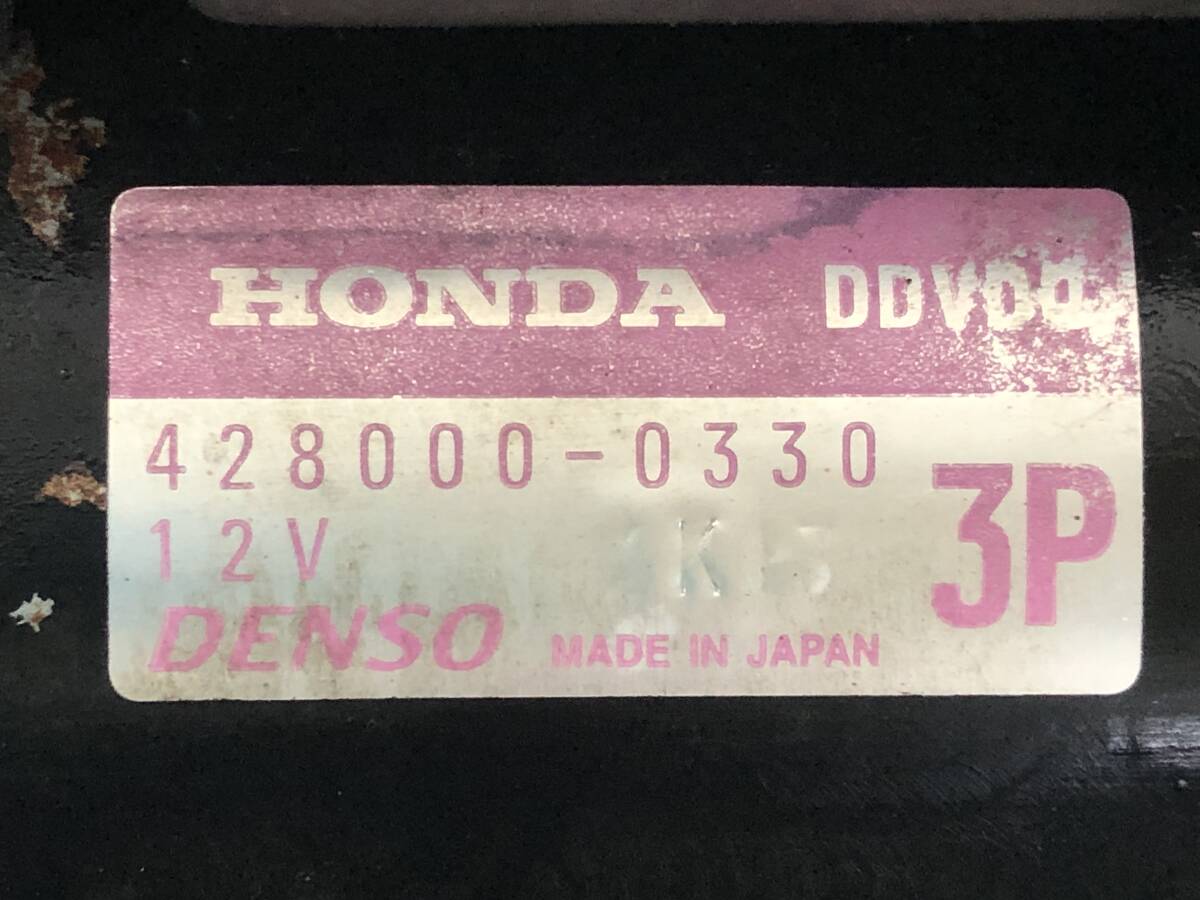 HONDA
428000-0330
12V
3P
DENSO MADE IN JAPAN